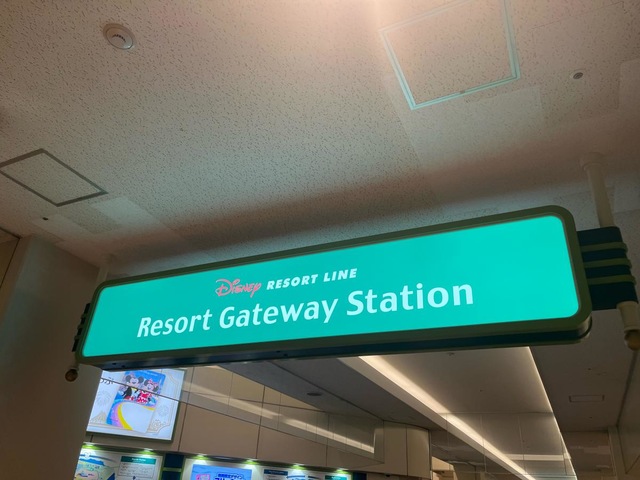 Disney RESORT LINE
Resort Gateway Station